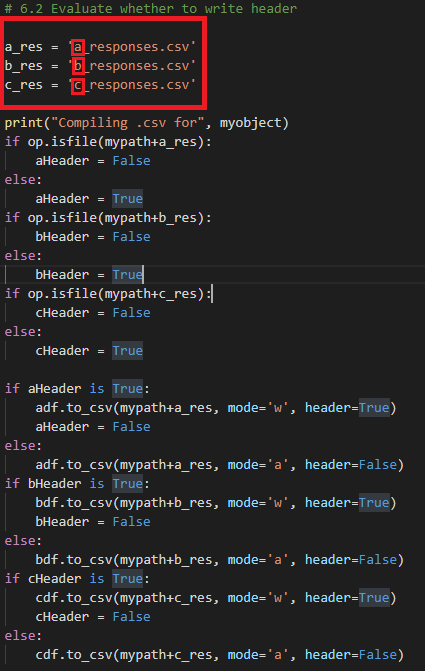 # 6.2 Evaluate whether to write header
a_res = 'a_responses.csv'
b_res = 'b_responses.csv'
c_res = 'c_responses.csv'
print("Compiling .csv for", myobject)
if op.isfile(mypath+a_res):
    aHeader = False
else:
    aHeader = True
if op.isfile(mypath+b_res):
    bHeader = False
else:
    bHeader = True
if op.isfile(mypath+c_res):
    cHeader = False
else:
    cHeader = True
if aHeader is True:
    adf.to_csv(mypath+a_res, mode='w', header=True)
    aHeader = False
else:
    adf.to_csv(mypath+a_res, mode='a', header=False)
if bHeader is True:
    bdf.to_csv(mypath+b_res, mode='w', header=True)
    bHeader = False
else:
    bdf.to_csv(mypath+b_res, mode='a', header=False)
if cHeader is True:
    cdf.to_csv(mypath+c_res, mode='w', header=True)
    cHeader = False
else:
    cdf.to_csv(mypath+c_res, mode='a', header=False)